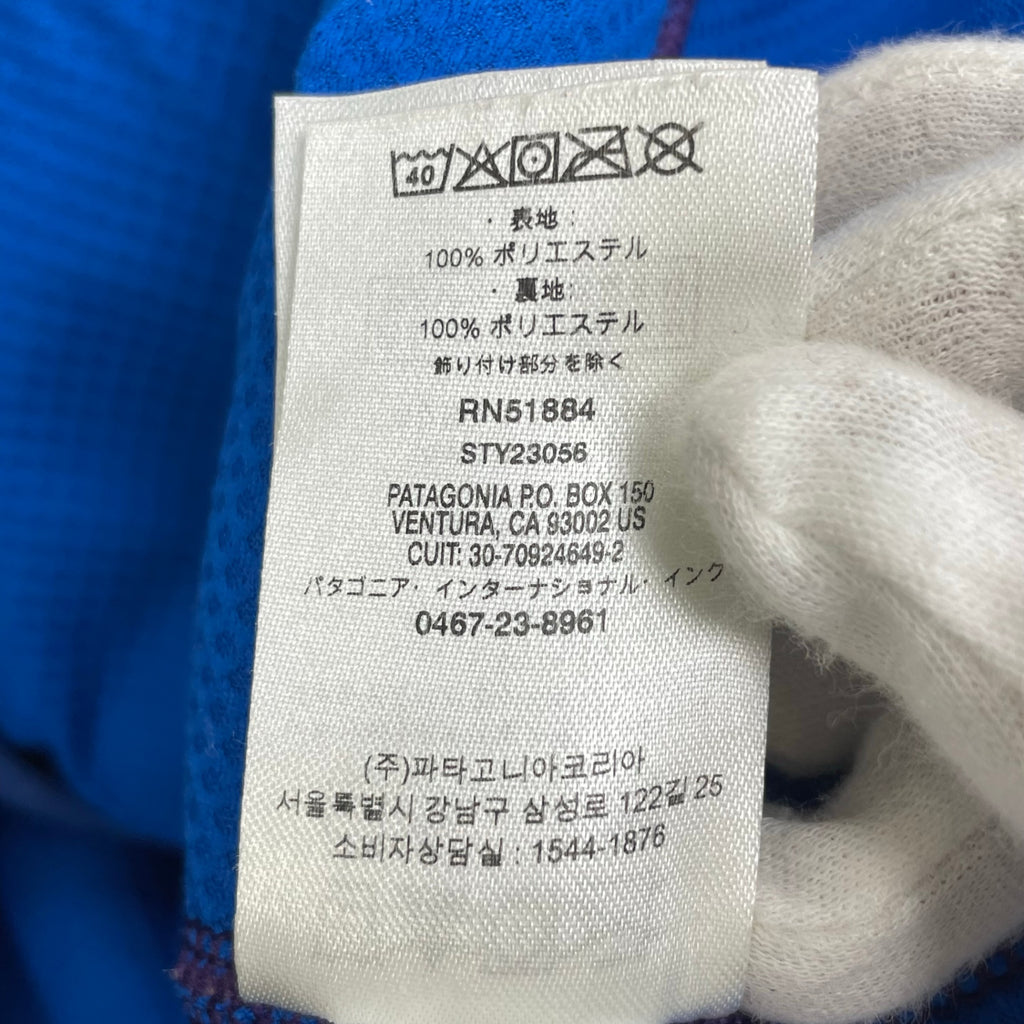 40
・表地:
100% ポリエステル
・裏地:
100% ポリエステル
飾り付け部分を除く
RN51884
STY23056
PATAGONIA P.O. BOX 150
VENTURA, CA 93002 US
CUIT: 30-70924649-2
パタゴニア・インターナショナル・インク
0467-23-8961
(주)파타고니아코리아
서울특별시 강남구 삼성로 122길 25
소비자상담실 : 1544-1876